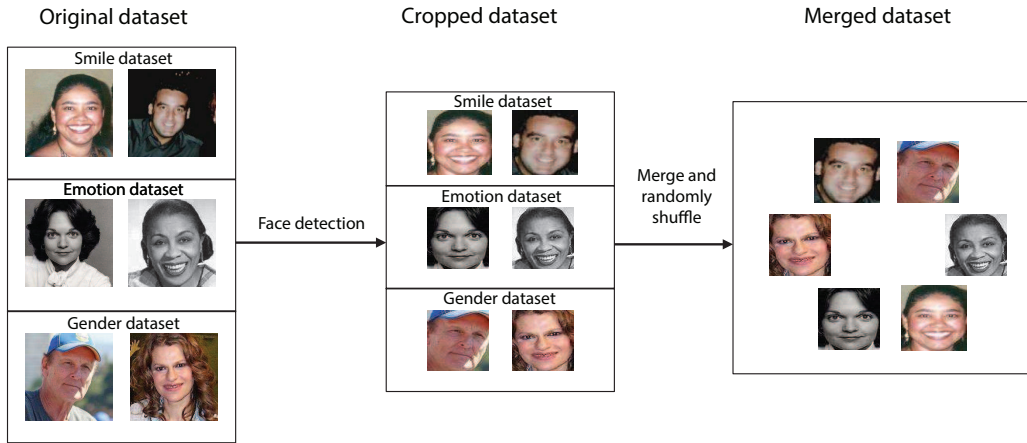 Original dataset
Cropped dataset
Merged dataset
Smile dataset
Emotion dataset
Gender dataset
Face detection
Smile dataset
Emotion dataset
Gender dataset
Merge and
randomly
shuffle